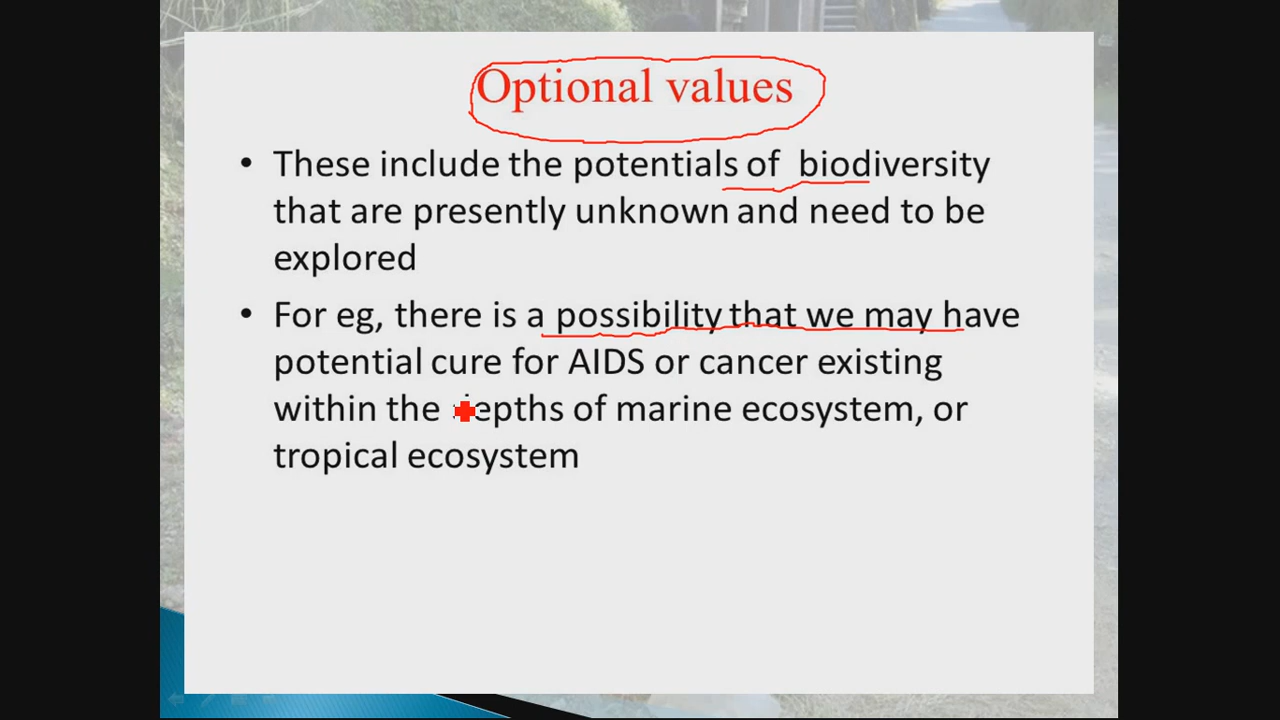 Optional values
• These include the potentials of biodiversity
that are presently unknown and need to be
explored
• For eg, there is a possibility that we may have
potential cure for AIDS or cancer existing
within the depths of marine ecosystem, or
tropical ecosystem